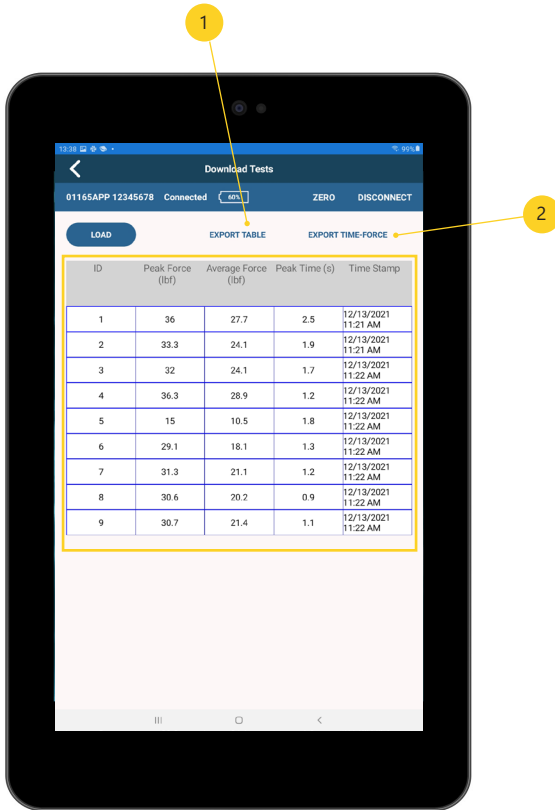 1
13:38
99%
Download Tests
01165APP 12345678 Connected 60% ZERO DISCONNECT
2
LOAD EXPORT TABLE EXPORT TIME-FORCE
ID Peak Force Average Force Peak Time (s) Time Stamp
(lbf) (lbf)
1 36 27.7 2.5 12/13/2021
11:21 AM
2 33.3 24.1 1.9 12/13/2021
11:21 AM
3 32 24.1 1.7 12/13/2021
11:22 AM
4 36.3 28.9 1.2 12/13/2021
11:22 AM
5 15 10.5 1.8 12/13/2021
11:22 AM
6 29.1 18.1 1.3 12/13/2021
11:22 AM
7 31.3 21.1 1.2 12/13/2021
11:22 AM
8 30.6 20.2 0.9 12/13/2021
11:22 AM
9 30.7 21.4 1.1 12/13/2021
11:22 AM